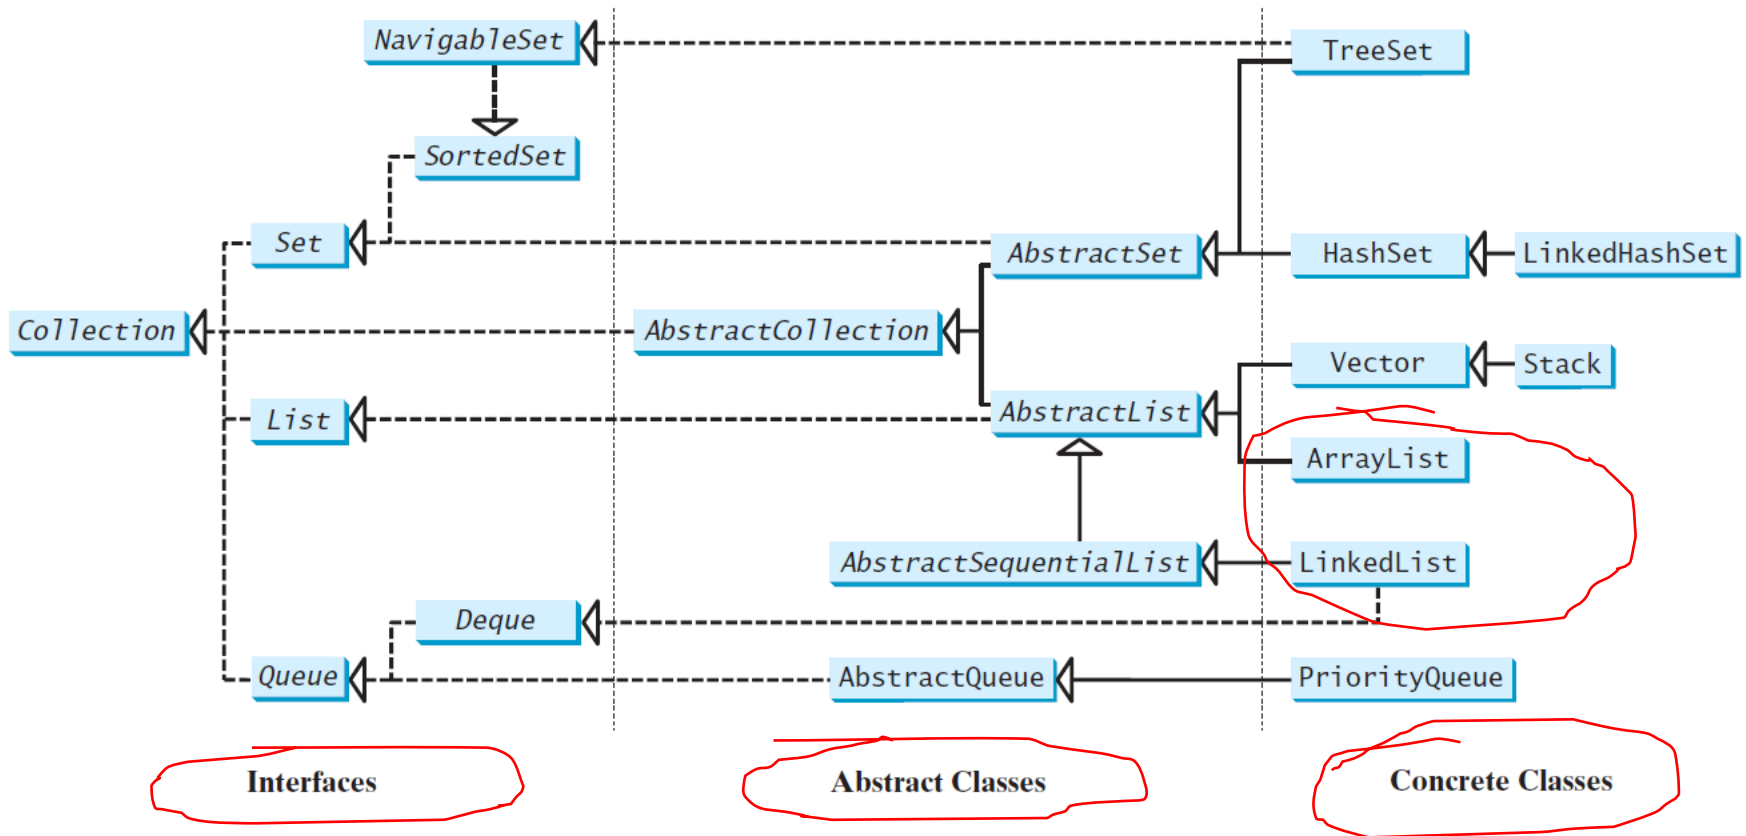 NavigableSet
TreeSet
SortedSet
Set
AbstractSet
HashSet
LinkedHashSet
Collection
AbstractCollection
Vector
Stack
List
AbstractList
ArrayList
AbstractSequentialList
LinkedList
Deque
Queue
AbstractQueue
PriorityQueue
Interfaces
Abstract Classes
Concrete Classes